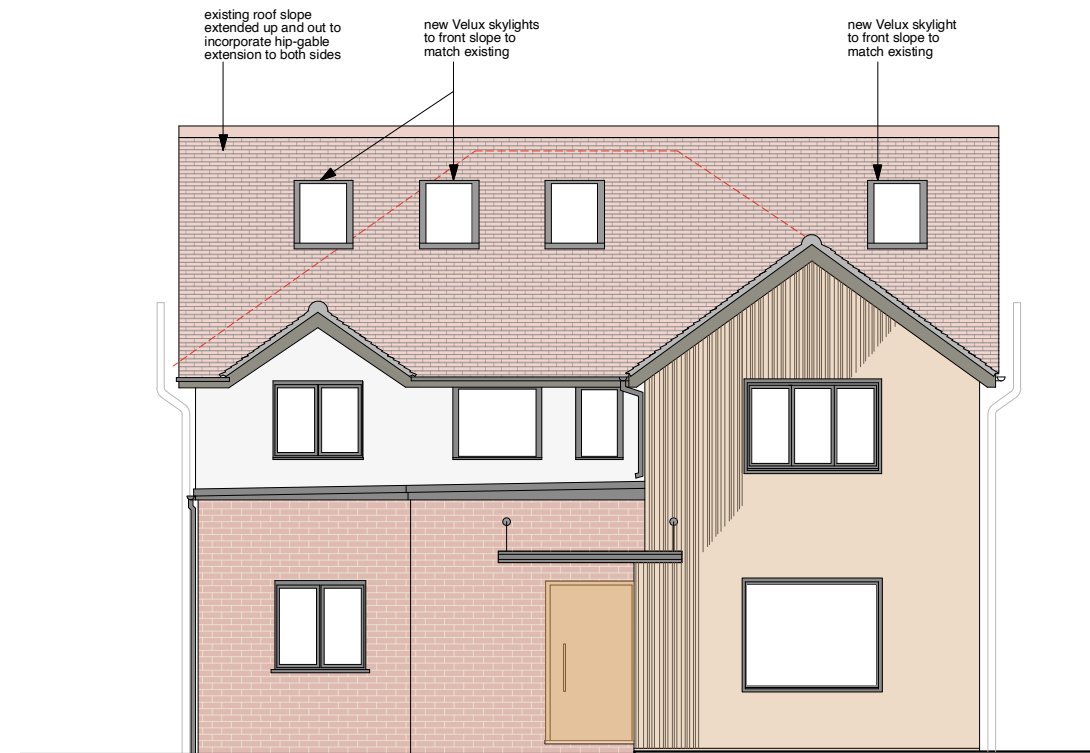 existing roof slope
extended up and out to
incorporate hip-gable
extension to both sides
new Velux skylights
to front slope to
match existing
new Velux skylight
to front slope to
match existing